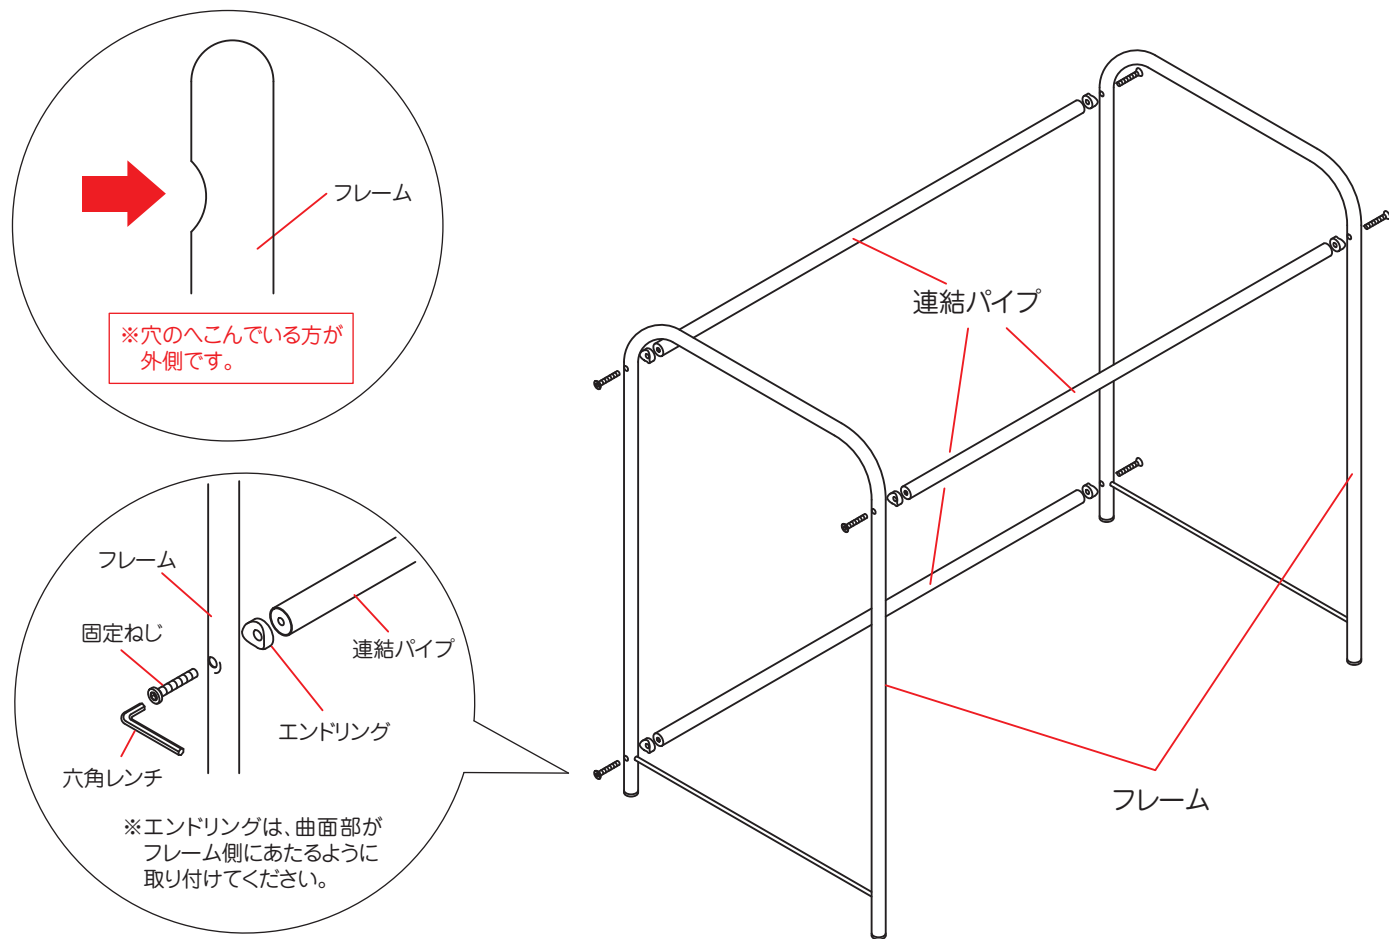 フレーム
※穴のへこんでいる方が
外側です。
連結パイプ
フレーム
固定ねじ
連結パイプ
エンドリング
六角レンチ
※エンドリングは、曲面部が
フレーム側にあたるように
取り付けてください。
フレーム